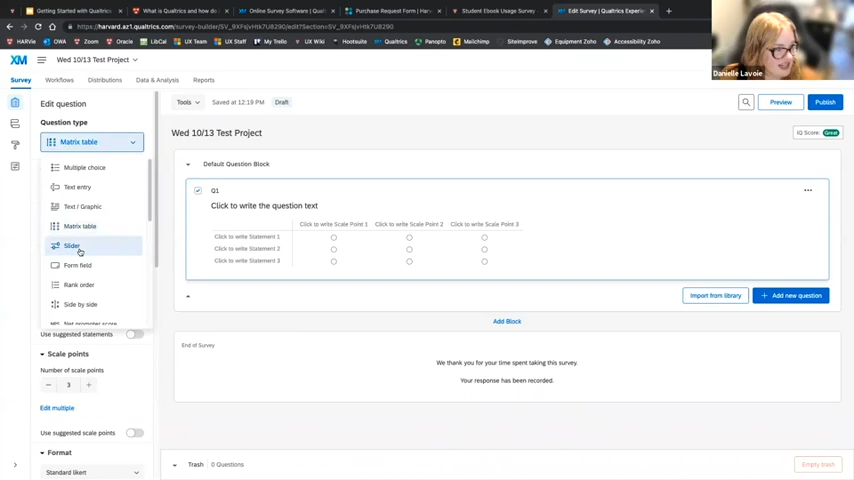 Getting Started with Qualtrics
What is Qualtrics and how do
Online Survey Software | Qualt
Purchase Request Form | Harv
Student Ebook Usage Survey
Edit Survey | Qualtrics Experie
harvard.az1.qualtrics.com/survey-builder/SV_9XFsjvHtk7U8290/edit?Section=SV_9XFsjvHtk7U8290
HARVie OWA Zoom Oracle LibCal UX Team UX Staff My Trello UX Wiki Hootsuite Qualtrics Panopto Mailchimp SiteImprove Equipment Zoho Accessibility Zoho
XM Wed 10/13 Test Project
Danielle Lavoie
Survey Workflows Distributions Data & Analysis Reports
Edit question
Tools Saved at 12:19 PM Draft
Preview Publish
Question type
Matrix table
Wed 10/13 Test Project
IQ Score: Great
Multiple choice
Text entry
Text / Graphic
Matrix table
Slider
Form field
Rank order
Side by side
Net promoter score
Default Question Block
Q1
Click to write the question text
Click to write Scale Point 1 Click to write Scale Point 2 Click to write Scale Point 3
Click to write Statement 1
Click to write Statement 2
Click to write Statement 3
Import from library + Add new question
Add Block
End of Survey
We thank you for your time spent taking this survey.
Your response has been recorded.
Use suggested statements
Scale points
Number of scale points
3
Edit multiple
Use suggested scale points
Format
Standard likert
Trash 0 Questions
Empty trash